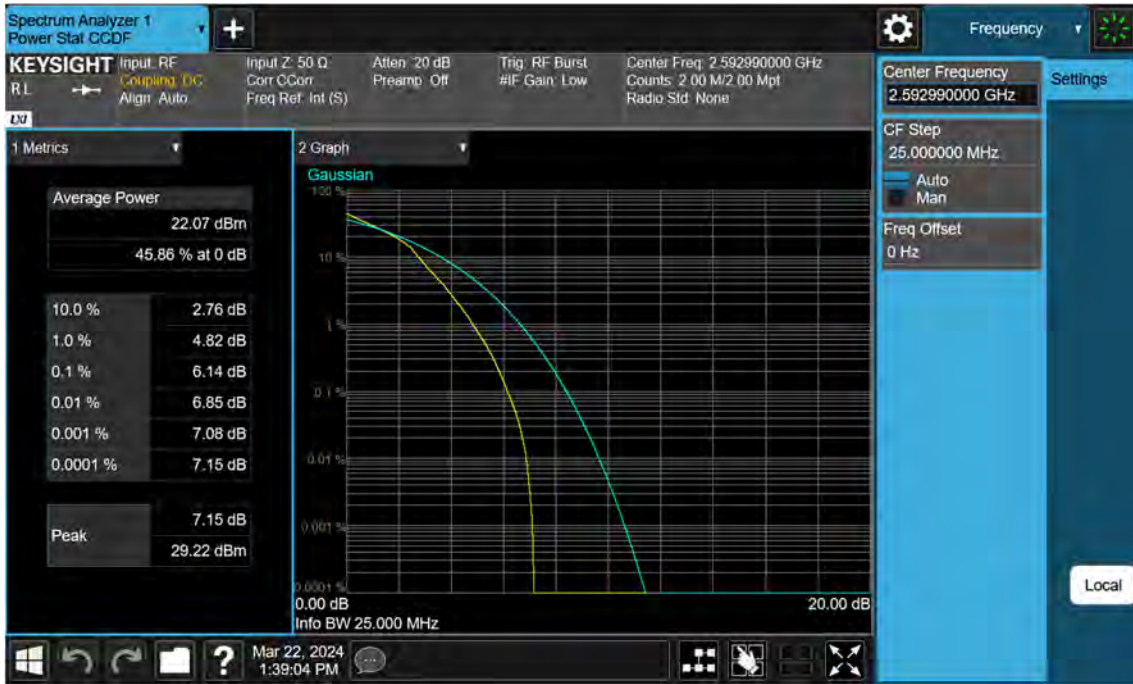 Spectrum Analyzer 1
Power Stat CCDF
Frequency
KEYSIGHT
RL
LXI
Input: RF
Coupling: DC
Align: Auto
Input Z: 50 Ω
Corr CCorr
Freq Ref: Int (S)
Atten: 20 dB
Preamp: Off
Trig: RF Burst
#IF Gain: Low
Center Freq: 2.592990000 GHz
Counts: 2.00 M/2.00 Mpt
Radio Std: None
Center Frequency
2.592990000 GHz
Settings
CF Step
25.000000 MHz
Auto
Man
Freq Offset
0 Hz
Local
1 Metrics
Average Power
22.07 dBm
45.86 % at 0 dB
10.0 % 2.76 dB
1.0 % 4.82 dB
0.1 % 6.14 dB
0.01 % 6.85 dB
0.001 % 7.08 dB
0.0001 % 7.15 dB
Peak
7.15 dB
29.22 dBm
2 Graph
Gaussian
100 %
10 %
1 %
0.1 %
0.01 %
0.001 %
0.0001 %
0.00 dB 20.00 dB
Info BW 25.000 MHz
?
Mar 22, 2024
1:39:04 PM